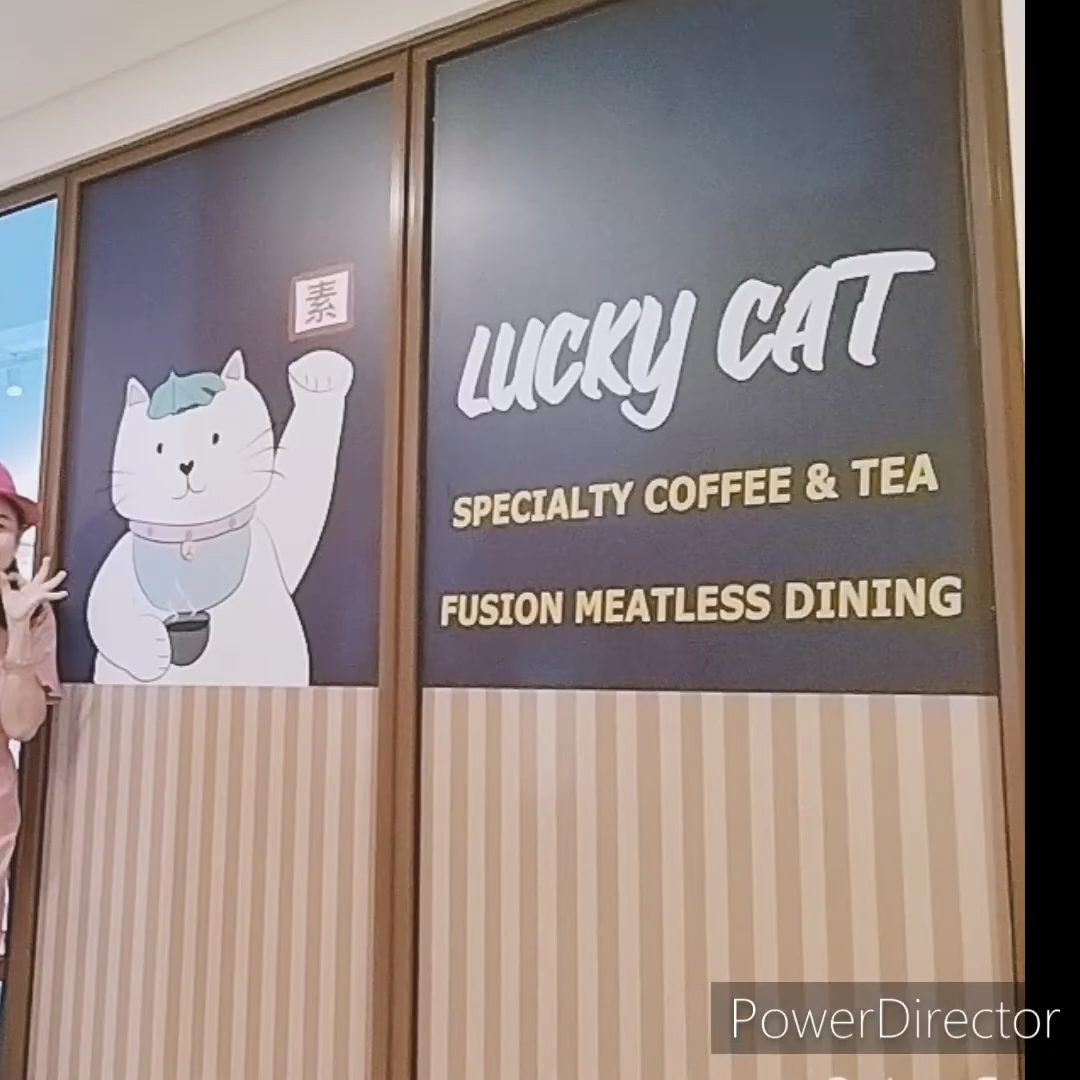 素
LUCKY CAT
SPECIALTY COFFEE & TEA
FUSION MEATLESS DINING
PowerDirector